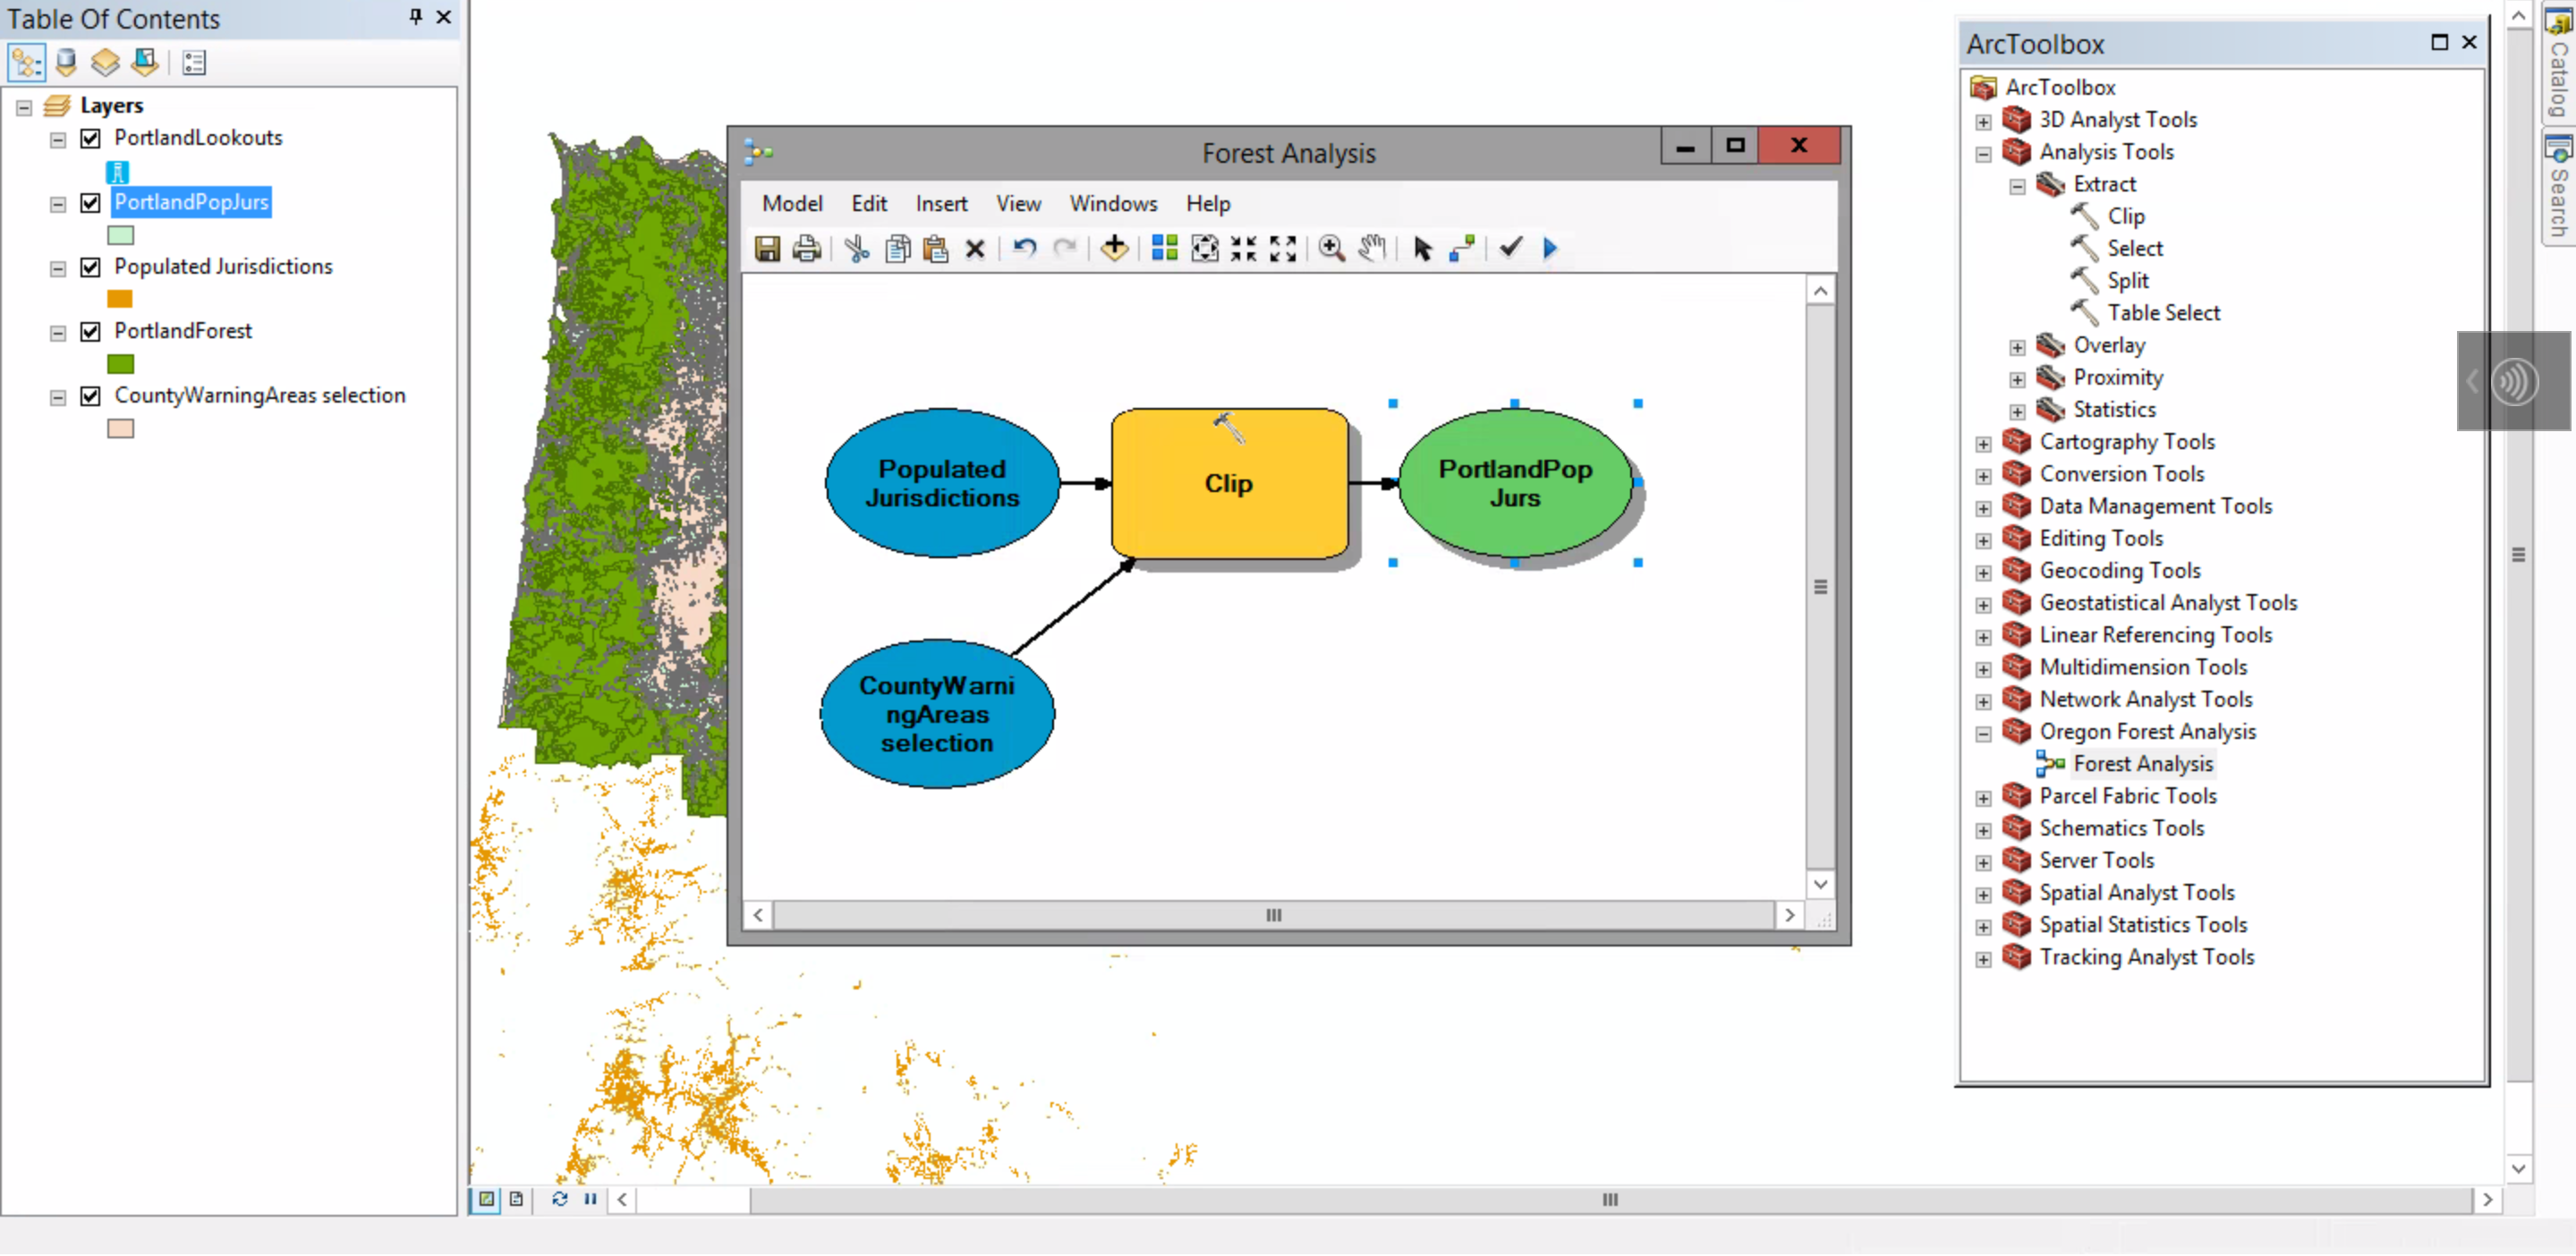 Table Of Contents
Layers
PortlandLookouts
PortlandPopJurs
Populated Jurisdictions
PortlandForest
CountyWarningAreas selection
Forest Analysis
Model Edit Insert View Windows Help
Populated
Jurisdictions
Clip
PortlandPop
Jurs
CountyWarni
ngAreas
selection
ArcToolbox
ArcToolbox
3D Analyst Tools
Analysis Tools
Extract
Clip
Select
Split
Table Select
Overlay
Proximity
Statistics
Cartography Tools
Conversion Tools
Data Management Tools
Editing Tools
Geocoding Tools
Geostatistical Analyst Tools
Linear Referencing Tools
Multidimension Tools
Network Analyst Tools
Oregon Forest Analysis
Forest Analysis
Parcel Fabric Tools
Schematics Tools
Server Tools
Spatial Analyst Tools
Spatial Statistics Tools
Tracking Analyst Tools
Catalog
Search